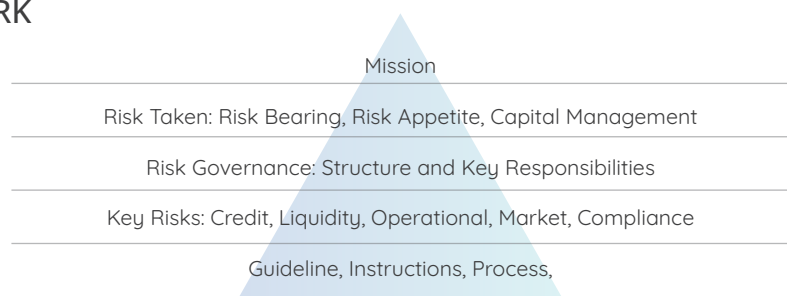 RK
Mission
Risk Taken: Risk Bearing, Risk Appetite, Capital Management
Risk Governance: Structure and Key Responsibilities
Key Risks: Credit, Liquidity, Operational, Market, Compliance
Guideline, Instructions, Process,